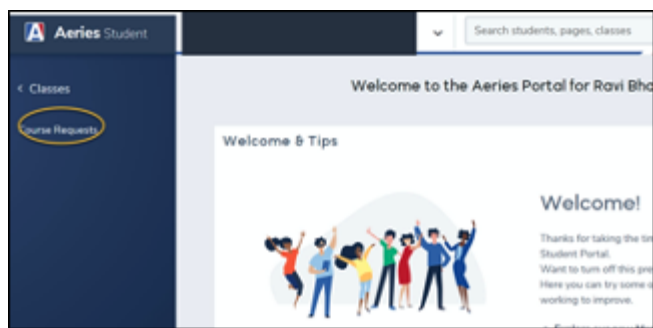 Aeries Student
Search students, pages, classes
< Classes
Welcome to the Aeries Portal for Ravi Bha
Course Requests
Welcome & Tips
Welcome!
Thanks for taking the tim
Student Portal.
Want to turn off this pre
Here you can try some o
working to improve.